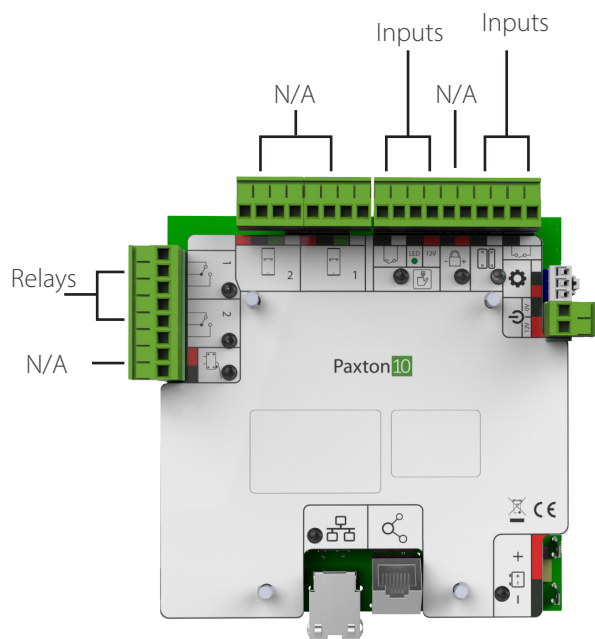 Inputs
Inputs
N/A
N/A
2
1
LED
12V
- +
Relays
1
2
N/A
0V
12V
Paxton10
CE
+
-